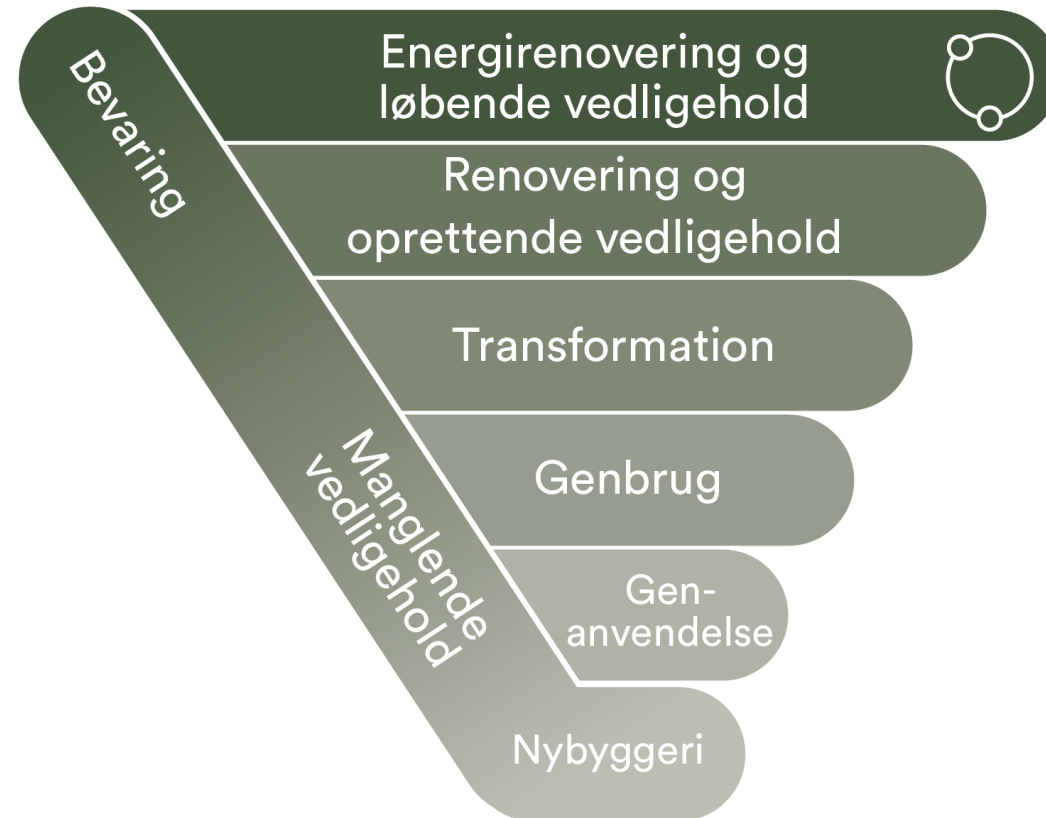 Bevaring
Energirenovering og
løbende vedligehold
Renovering og
oprettende vedligehold
Transformation
Manglende
vedligehold
Genbrug
Gen-
anvendelse
Nybyggeri